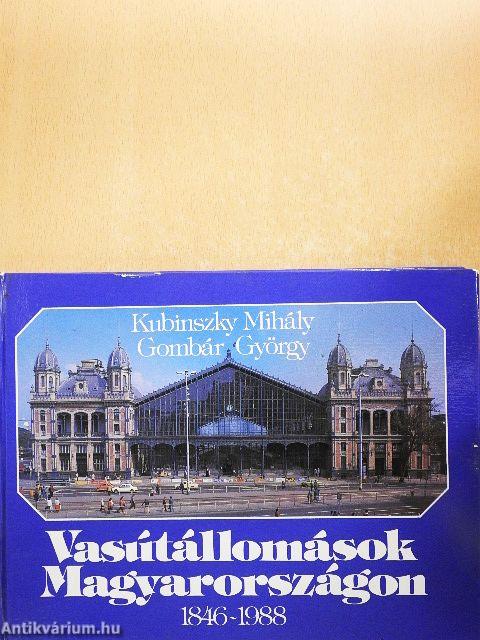 Kubinszky Mihály
Gombár György
Vasútállomások
Magyarországon
1846-1988
Antikvárium.hu